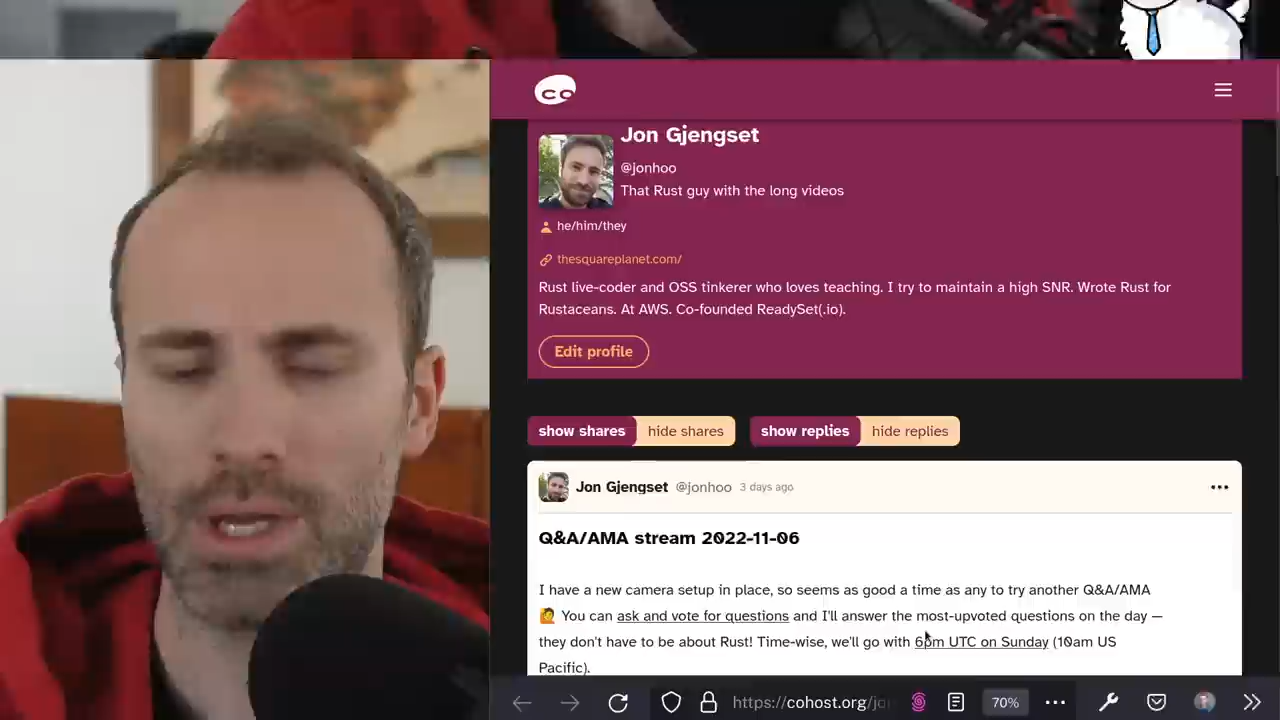 co
Jon Gjengset
@jonhoo
That Rust guy with the long videos
he/him/they
thesquareplanet.com/
Rust live-coder and OSS tinkerer who loves teaching. I try to maintain a high SNR. Wrote Rust for
Rustaceans. At AWS. Co-founded ReadySet(.io).
Edit profile
show shares hide shares show replies hide replies
Jon Gjengset @jonhoo 3 days ago
Q&A/AMA stream 2022-11-06
I have a new camera setup in place, so seems as good a time as any to try another Q&A/AMA
🙋 You can ask and vote for questions and I'll answer the most-upvoted questions on the day —
they don't have to be about Rust! Time-wise, we'll go with 6pm UTC on Sunday (10am US
Pacific).
https://cohost.org/jo 70%